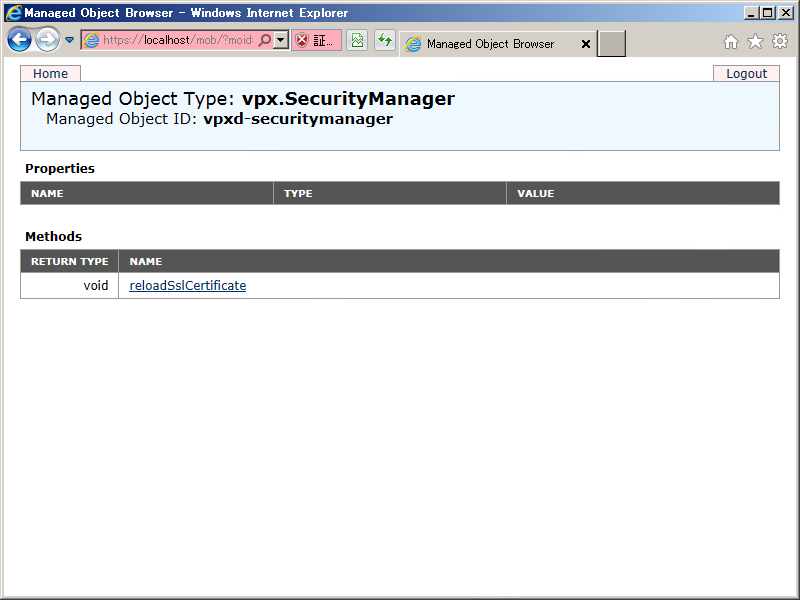 Managed Object Browser - Windows Internet Explorer
https://localhost/mob/?moid:
証...
Managed Object Browser
Home
Logout
Managed Object Type: vpx.SecurityManager
Managed Object ID: vpxd-securitymanager
Properties
NAME TYPE VALUE
Methods
RETURN TYPE NAME
void reloadSslCertificate